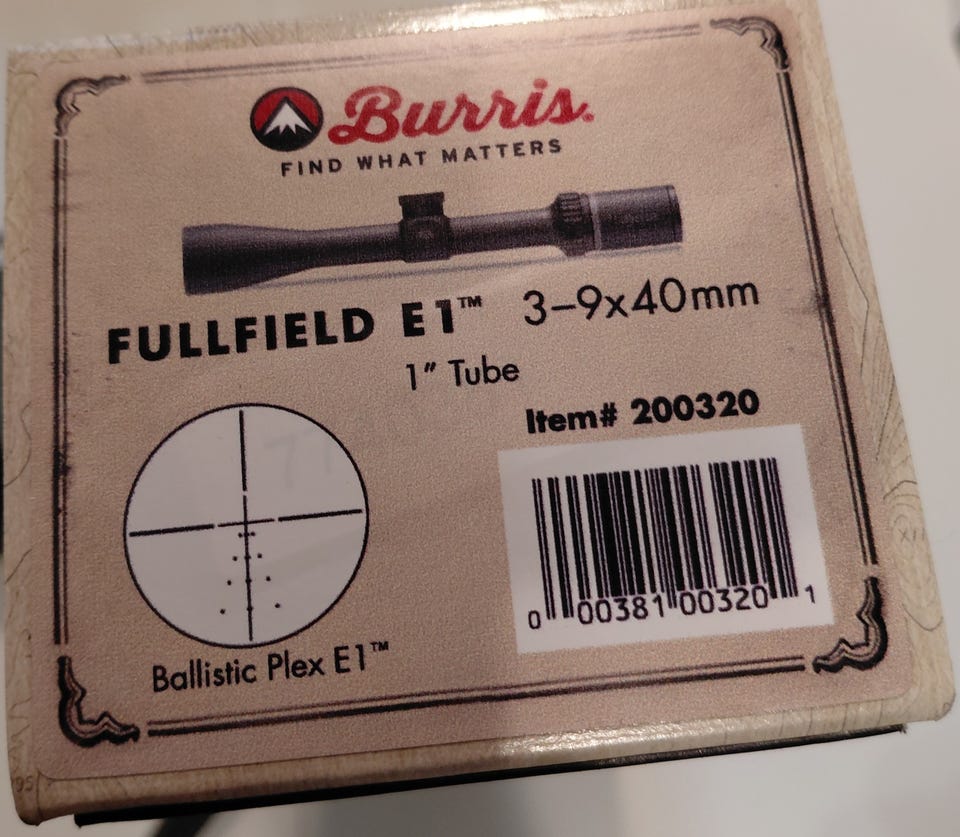 Burris.
FIND WHAT MATTERS
FULLFIELD E1™ 3-9x40mm
1" Tube
Item# 200320
0 00381 00320 1
Ballistic Plex E1™